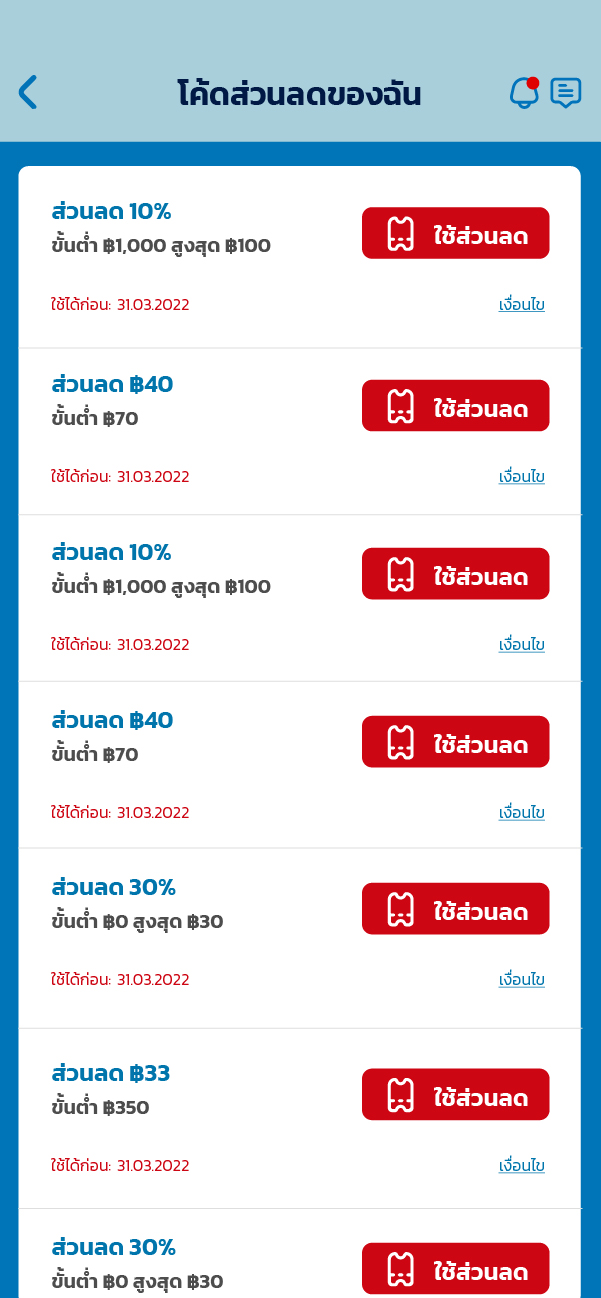 โค้ดส่วนลดของฉัน
ส่วนลด 10%
ขั้นต่ำ ฿1,000 สูงสุด ฿100
ใช้ส่วนลด
ใช้ได้ก่อน: 31.03.2022
เงื่อนไข
ส่วนลด ฿40
ขั้นต่ำ ฿70
ใช้ส่วนลด
ใช้ได้ก่อน: 31.03.2022
เงื่อนไข
ส่วนลด 10%
ขั้นต่ำ ฿1,000 สูงสุด ฿100
ใช้ส่วนลด
ใช้ได้ก่อน: 31.03.2022
เงื่อนไข
ส่วนลด ฿40
ขั้นต่ำ ฿70
ใช้ส่วนลด
ใช้ได้ก่อน: 31.03.2022
เงื่อนไข
ส่วนลด 30%
ขั้นต่ำ ฿0 สูงสุด ฿30
ใช้ส่วนลด
ใช้ได้ก่อน: 31.03.2022
เงื่อนไข
ส่วนลด ฿33
ขั้นต่ำ ฿350
ใช้ส่วนลด
ใช้ได้ก่อน: 31.03.2022
เงื่อนไข
ส่วนลด 30%
ขั้นต่ำ ฿0 สูงสุด ฿30
ใช้ส่วนลด